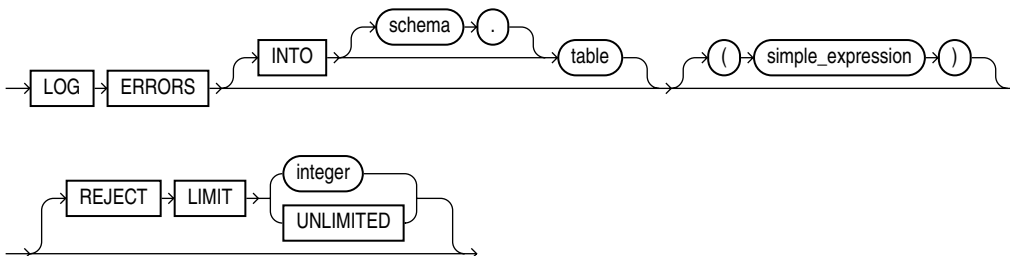 schema .
INTO table ( simple_expression )
LOG ERRORS
integer
REJECT LIMIT
UNLIMITED